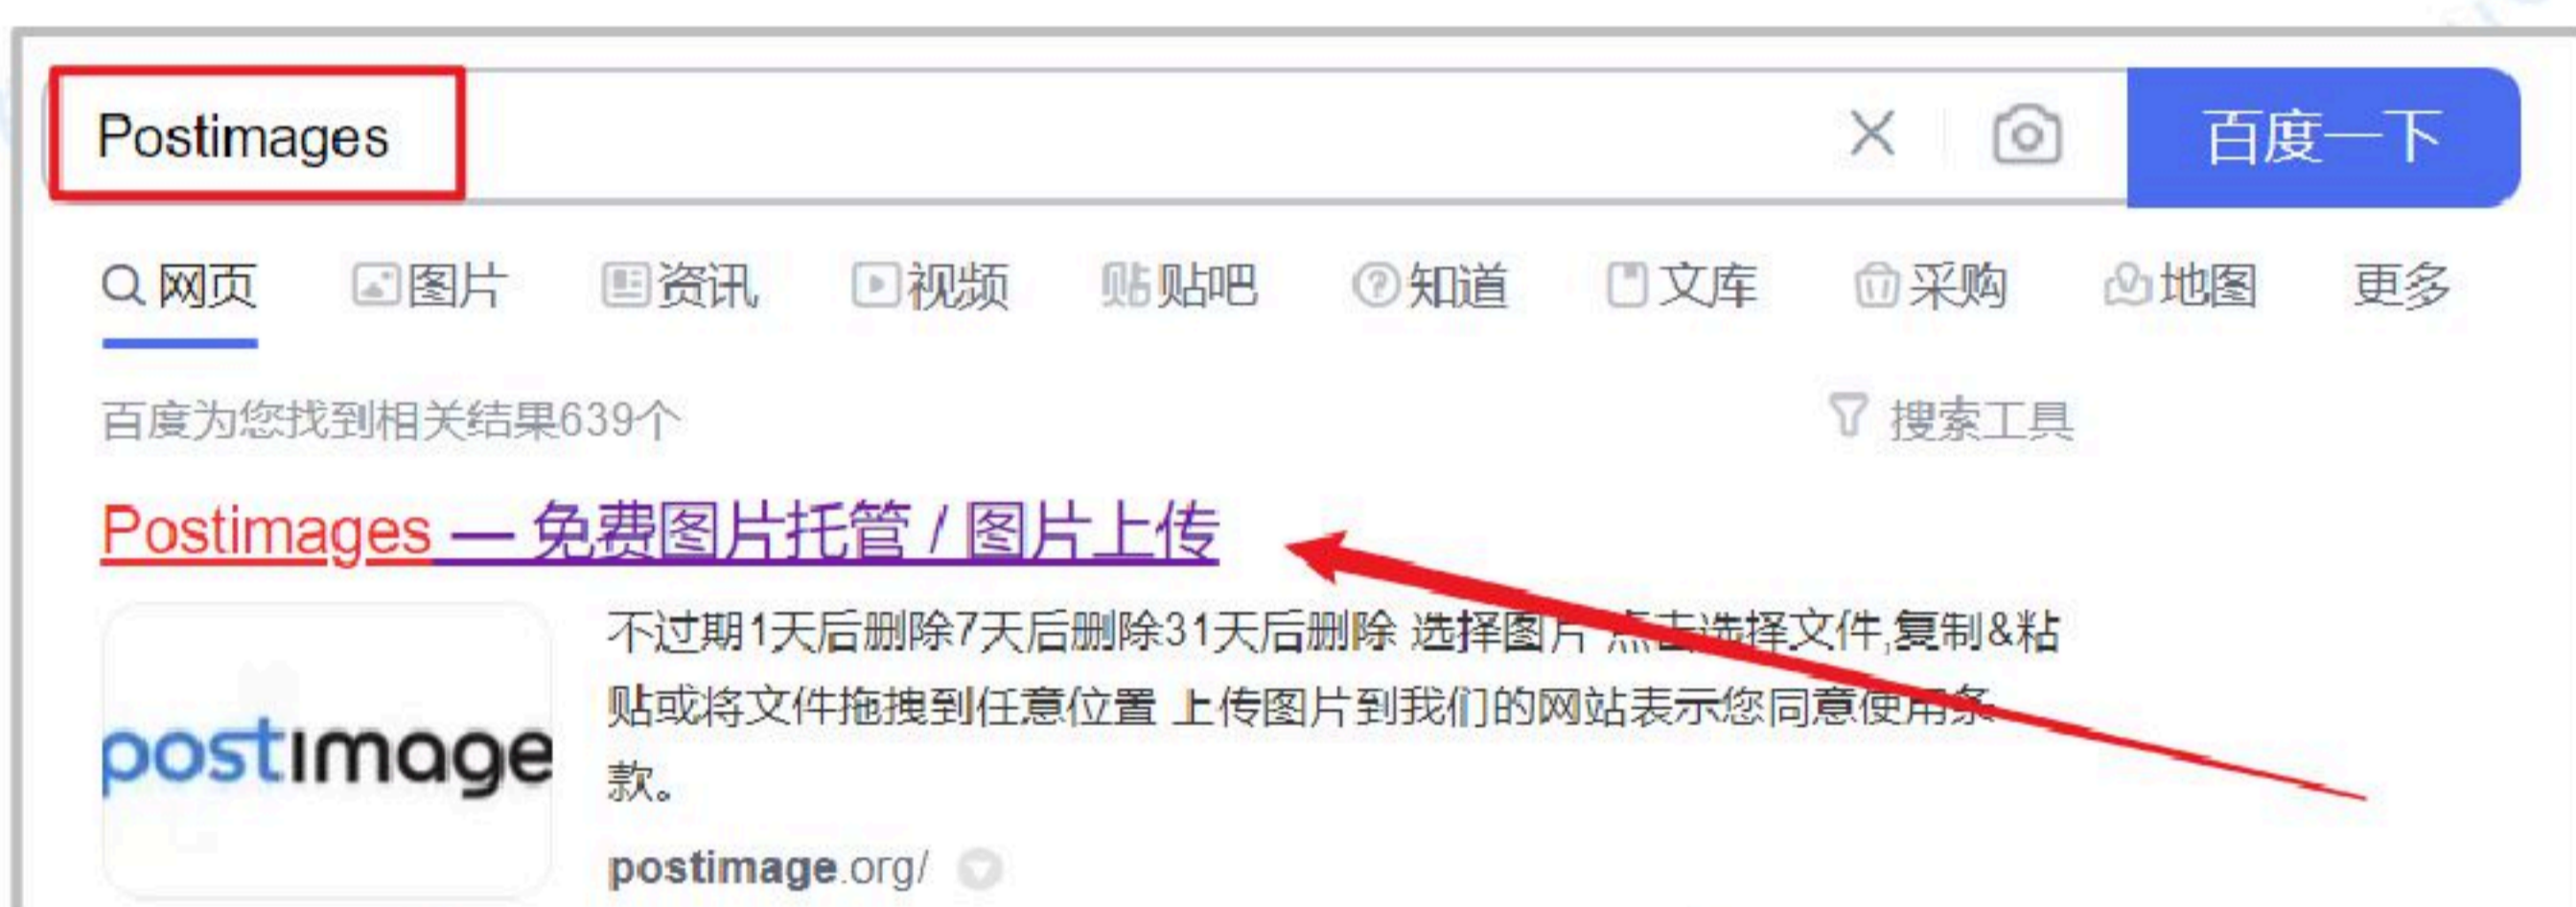 Postimages
百度一下
网页 图片 资讯 视频 贴吧 知道 文库 采购 地图 更多
百度为您找到相关结果639个 搜索工具
Postimages — 免费图片托管 / 图片上传
不过期1天后删除7天后删除31天后删除 选择图片 点击选择文件,复制&粘
贴或将文件拖拽到任意位置 上传图片到我们的网站表示您同意使用条
款。
postimage
postimage.org/